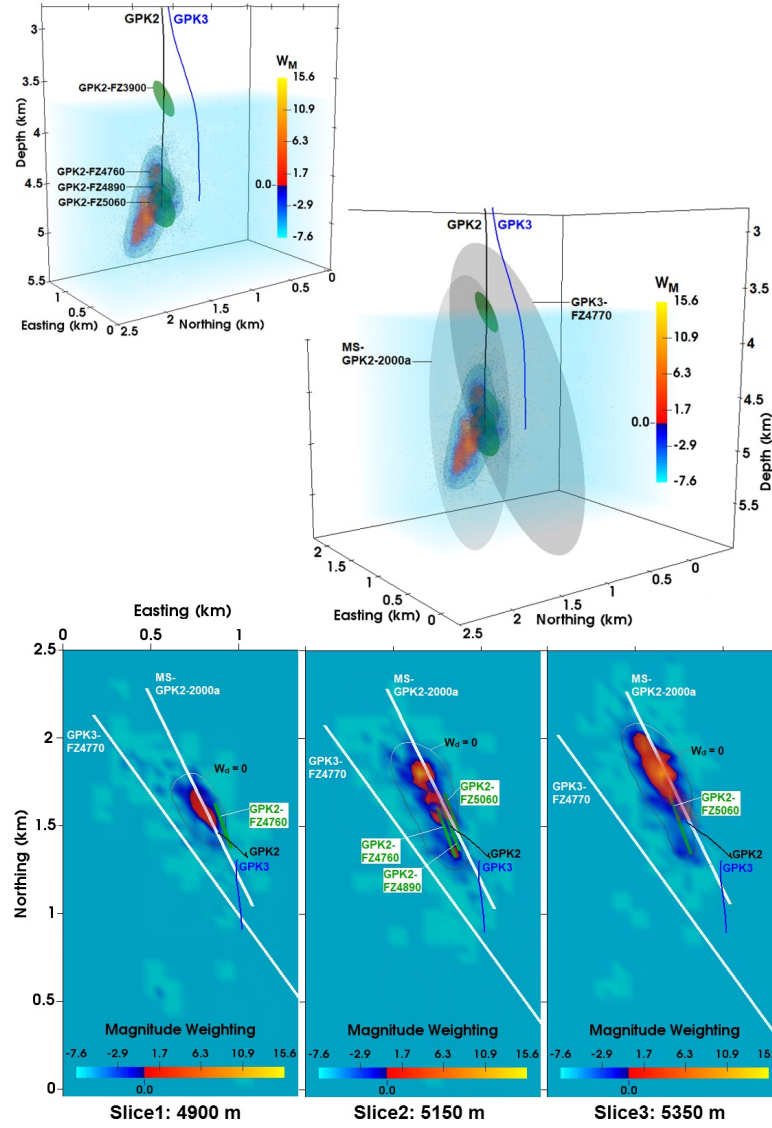 GPK2
GPK3
3
3.5
4
4.5
5
5.5
Depth (km)
GPK2-FZ3900
GPK2-FZ4760
GPK2-FZ4890
GPK2-FZ5060
W_M
15.6
10.9
6.3
1.7
0.0
-2.9
-7.6
1
0.5
0
2.5
2
1.5
1
0.5
0
Easting (km)
Northing (km)
GPK2
GPK3
GPK3-
FZ4770
MS-
GPK2-2000a
W_M
15.6
10.9
6.3
1.7
0.0
-2.9
-7.6
3
3.5
4
4.5
5
5.5
Depth (km)
2
1.5
1
0.5
0
Easting (km)
2.5
2
1.5
1
0.5
0
Northing (km)
Easting (km)
0
0.5
1
Northing (km)
2.5
2
1.5
1
0.5
0
MS-
GPK2-2000a
GPK3-
FZ4770
W_d = 0
GPK2-
FZ4760
GPK2
GPK3
Magnitude Weighting
-7.6 -2.9 1.7 6.3 10.9 15.6
0.0
Slice1: 4900 m
MS-
GPK2-2000a
GPK3-
FZ4770
W_d = 0
GPK2-
FZ5060
GPK2-
FZ4760
GPK2-
FZ4890
GPK2
GPK3
Magnitude Weighting
-7.6 -2.9 1.7 6.3 10.9 15.6
0.0
Slice2: 5150 m
MS-
GPK2-2000a
GPK3-
FZ4770
W_d = 0
GPK2-
FZ5060
GPK2
GPK3
Magnitude Weighting
-7.6 -2.9 1.7 6.3 10.9 15.6
0.0
Slice3: 5350 m